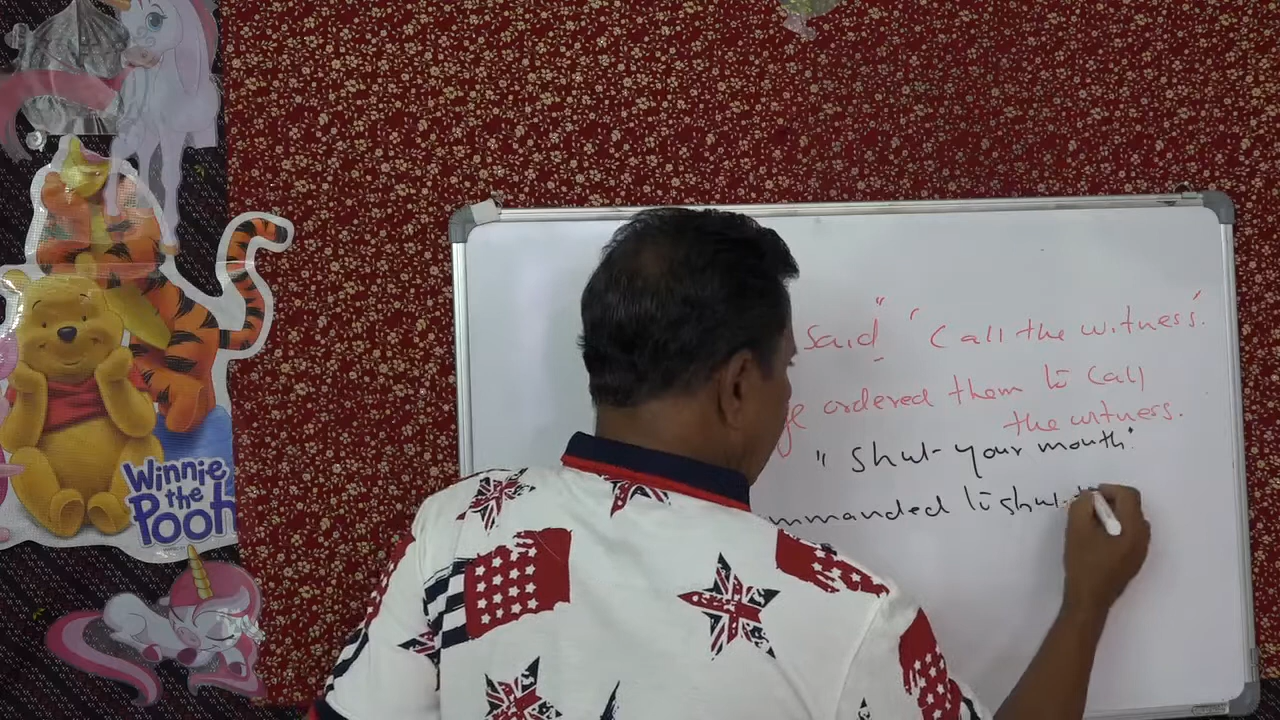 Winnie
the
Pooh
said" 'Call the witness'.
ordered them to Call
the witness.
" Shut your mouth"
mmanded to shut